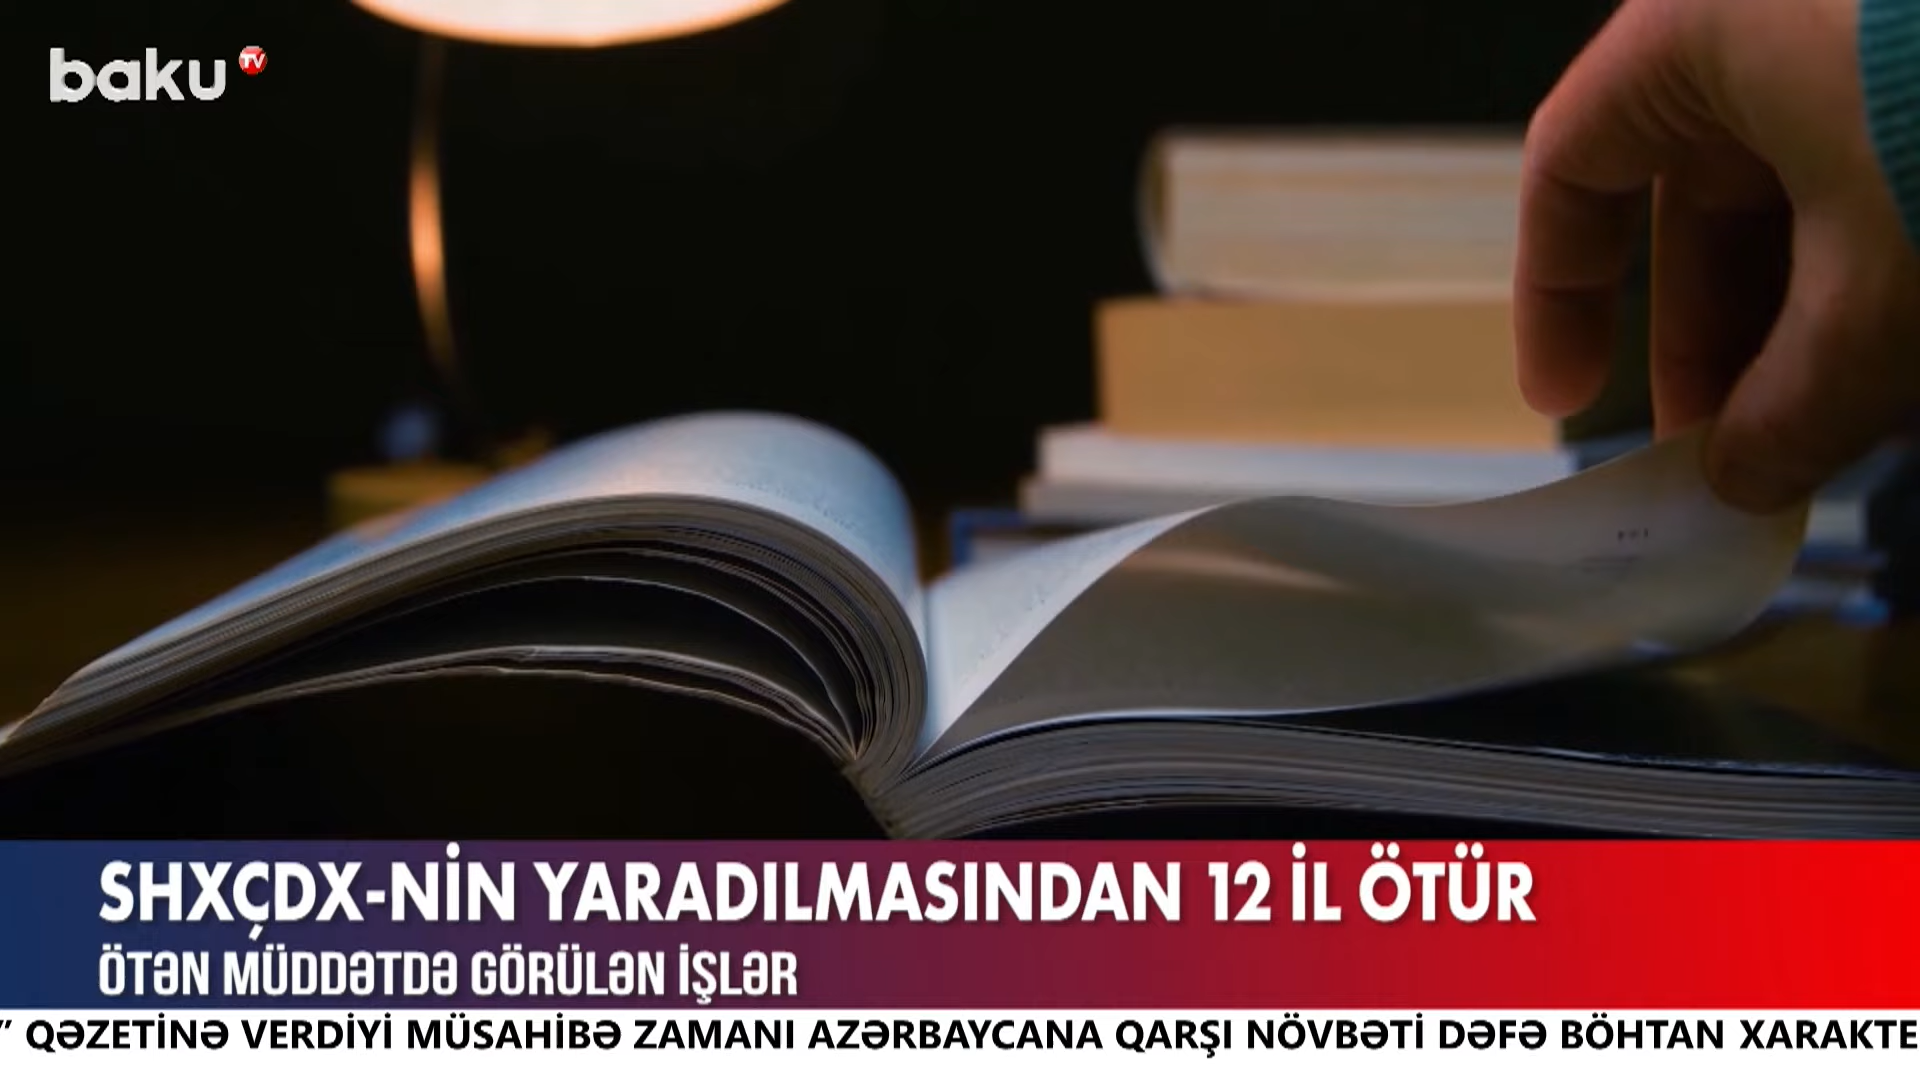 baku TV
SHXÇDX-NİN YARADILMASINDAN 12 İL ÖTÜR
ÖTƏN MÜDDƏTDƏ GÖRÜLƏN İŞLƏR
” QƏZETİNƏ VERDİYİ MÜSAHİBƏ ZAMANI AZƏRBAYCANA QARŞI NÖVBƏTİ DƏFƏ BÖHTAN XARAKTE